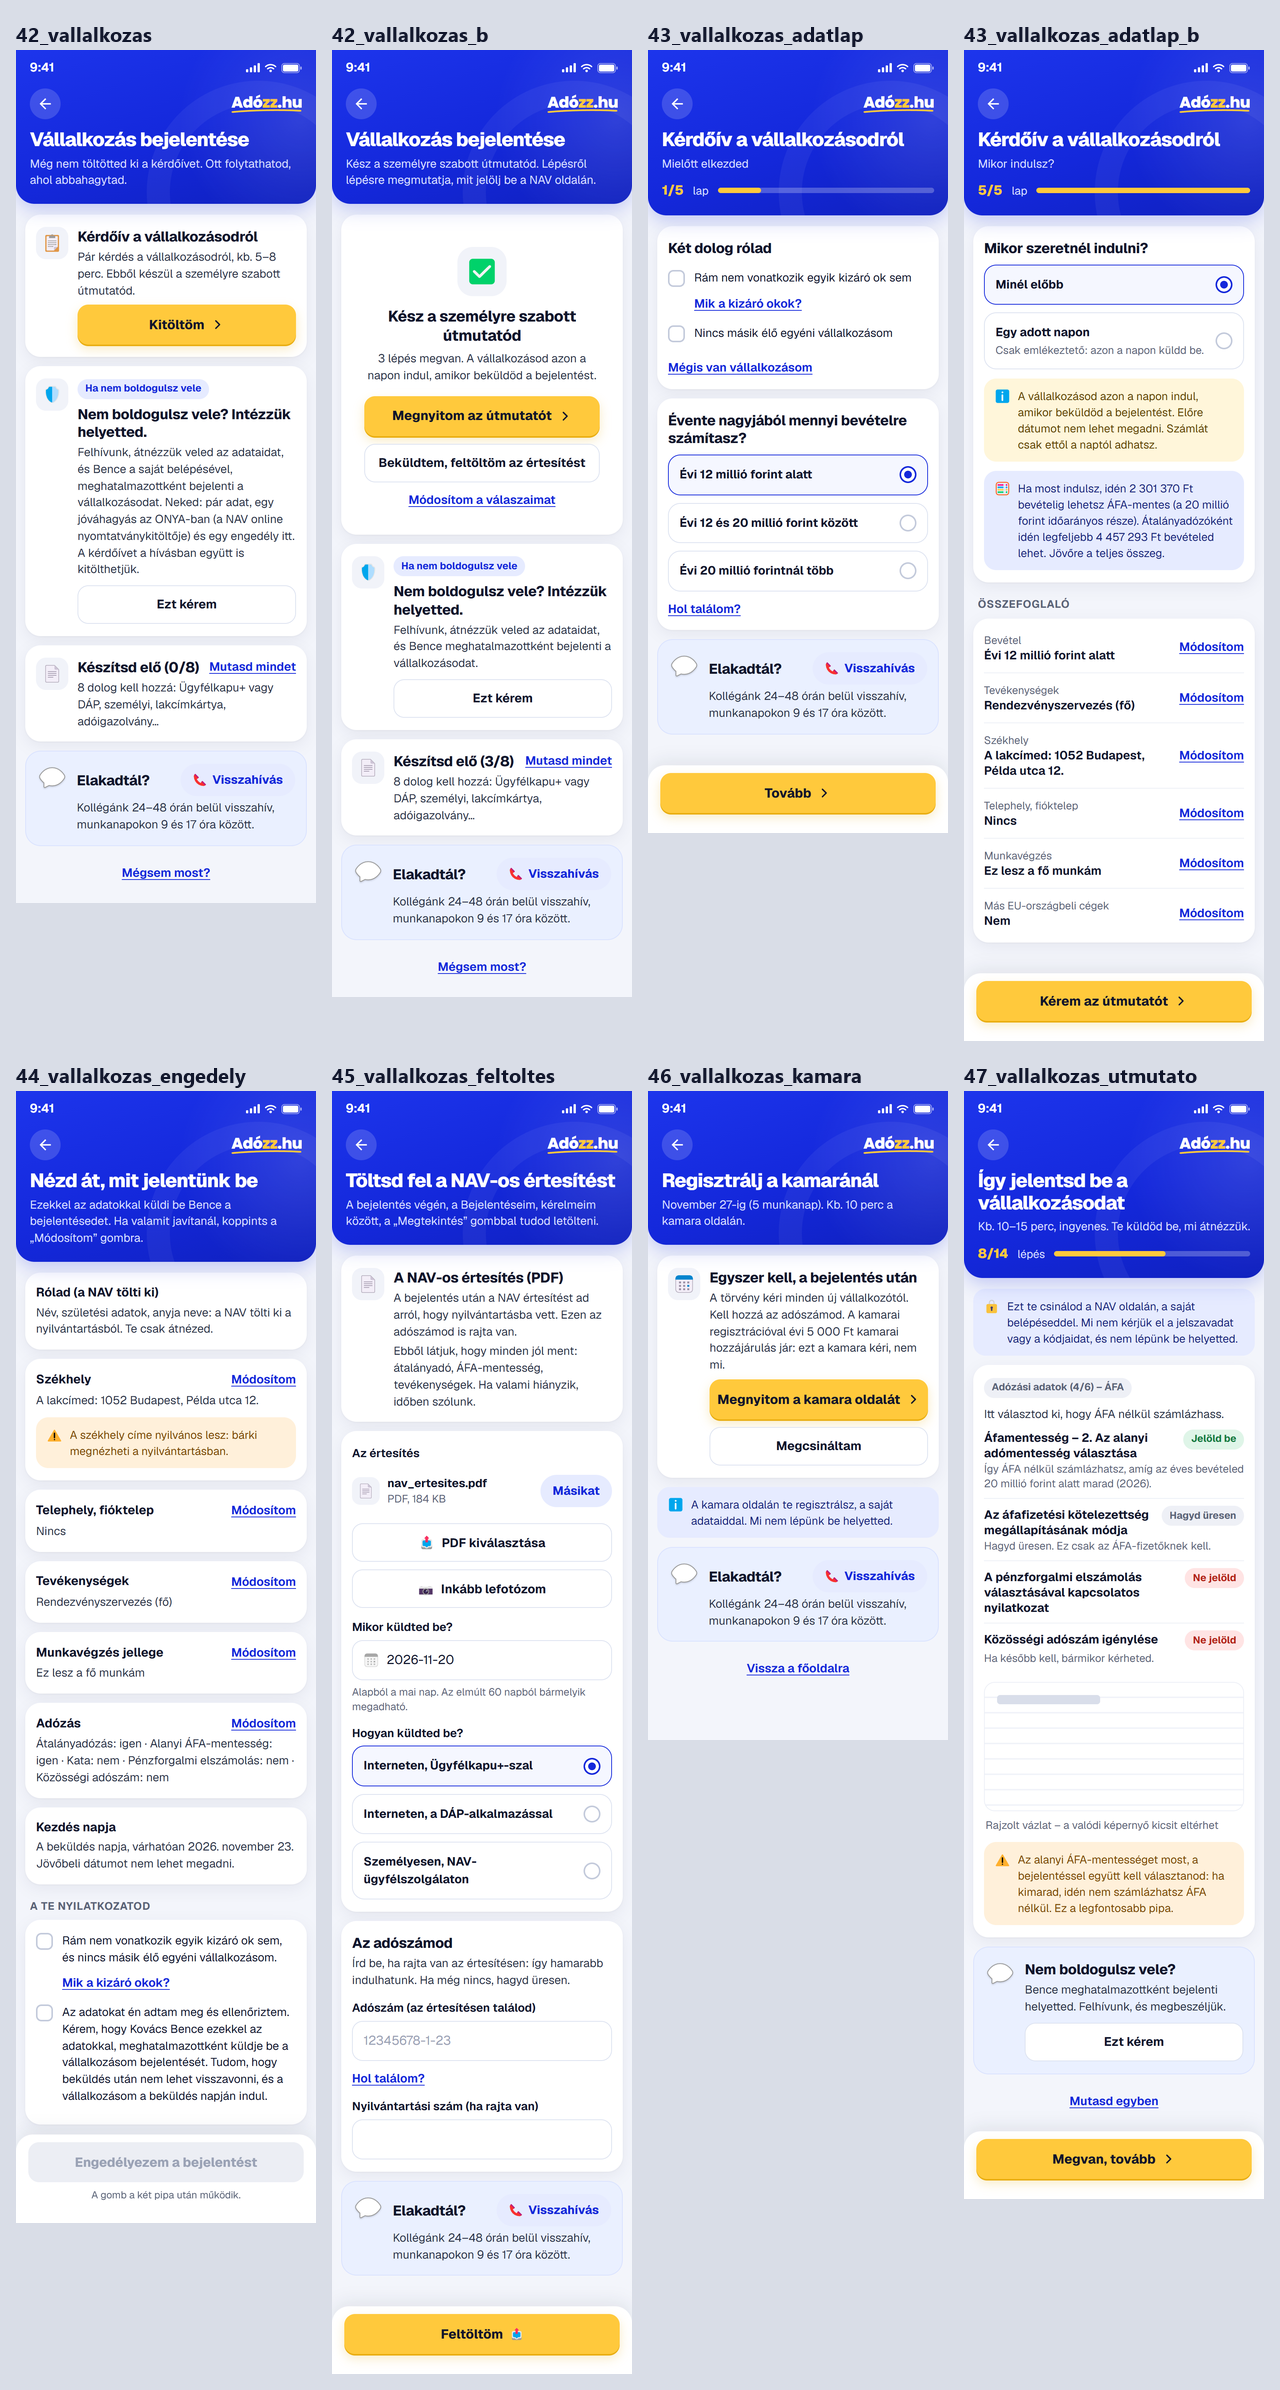 42_vallalkozas
9:41
Adózz.hu
Vállalkozás bejelentése
Még nem töltötted ki a kérdőívet. Ott folytathatod,
ahol abbahagytad.
Kérdőív a vállalkozásodról
Pár kérdés a vállalkozásodról, kb. 5–8
perc. Ebből készül a személyre szabott
útmutatód.
Kitöltöm
Ha nem boldogulsz vele
Nem boldogulsz vele? Intézzük
helyetted.
Felhívunk, átnézzük veled az adataidat,
és Bence a saját belépésével,
meghatalmazottként bejelenti a
vállalkozásodat. Neked: pár adat, egy
jóváhagyás az ONYA-ban (a NAV online
nyomtatványkitöltője) és egy engedély itt.
A kérdőívet a hívásban együtt is
kitölthetjük.
Ezt kérem
Készítsd elő (0/8)
Mutasd mindet
8 dolog kell hozzá: Ügyfélkapu+ vagy
DÁP, személyi, lakcímkártya,
adóigazolvány...
Elakadtál?
Visszahívás
Kollégánk 24–48 órán belül visszahív,
munkanapokon 9 és 17 óra között.
Mégsem most?
42_vallalkozas_b
9:41
Adózz.hu
Vállalkozás bejelentése
Kész a személyre szabott útmutatód. Lépésről
lépésre megmutatja, mit jelölj be a NAV oldalán.
Kész a személyre szabott
útmutatód
3 lépés megvan. A vállalkozásod azon a
napon indul, amikor beküldöd a bejelentést.
Megnyitom az útmutatót
Beküldtem, feltöltöm az értesítést
Módosítom a válaszaimat
Ha nem boldogulsz vele
Nem boldogulsz vele? Intézzük
helyetted.
Felhívunk, átnézzük veled az adataidat,
és Bence meghatalmazottként bejelenti a
vállalkozásodat.
Ezt kérem
Készítsd elő (3/8)
Mutasd mindet
8 dolog kell hozzá: Ügyfélkapu+ vagy
DÁP, személyi, lakcímkártya,
adóigazolvány...
Elakadtál?
Visszahívás
Kollégánk 24–48 órán belül visszahív,
munkanapokon 9 és 17 óra között.
Mégsem most?
43_vallalkozas_adatlap
9:41
Adózz.hu
Kérdőív a vállalkozásodról
Mielőtt elkezded
1/5 lap
Két dolog rólad
Rám nem vonatkozik egyik kizáró ok sem
Mik a kizáró okok?
Nincs másik élő egyéni vállalkozásom
Mégis van vállalkozásom
Évente nagyjából mennyi bevételre
számítasz?
Évi 12 millió forint alatt
Évi 12 és 20 millió forint között
Évi 20 millió forintnál több
Hol találom?
Elakadtál?
Visszahívás
Kollégánk 24–48 órán belül visszahív,
munkanapokon 9 és 17 óra között.
Tovább
43_vallalkozas_adatlap_b
9:41
Adózz.hu
Kérdőív a vállalkozásodról
Mikor indulsz?
5/5 lap
Mikor szeretnél indulni?
Minél előbb
Egy adott napon
Csak emlékeztető: azon a napon küldd be.
A vállalkozásod azon a napon indul,
amikor beküldöd a bejelentést. Előre
dátumot nem lehet megadni. Számlát
csak ettől a naptól adhatsz.
Ha most indulsz, idén 2 301 370 Ft
bevételig lehetsz ÁFA-mentes (a 20 millió
forint időarányos része). Átalányadózóként
idén legfeljebb 4 457 293 Ft bevételed
lehet. Jövőre a teljes összeg.
ÖSSZEFOGLALÓ
Bevétel
Évi 12 millió forint alatt
Módosítom
Tevékenységek
Rendezvényszervezés (fő)
Módosítom
Székhely
A lakcímed: 1052 Budapest,
Példa utca 12.
Módosítom
Telephely, fióktelep
Nincs
Módosítom
Munkavégzés
Ez lesz a fő munkám
Módosítom
Más EU-országbeli cégek
Nem
Módosítom
Kérem az útmutatót
44_vallalkozas_engedely
9:41
Adózz.hu
Nézd át, mit jelentünk be
Ezekkel az adatokkal küldi be Bence a
bejelentésedet. Ha valamit javítanál, koppints a
„Módosítom” gombra.
Rólad (a NAV tölti ki)
Név, születési adatok, anyja neve: a NAV tölti ki a
nyilvántartásból. Te csak átnézed.
Székhely
Módosítom
A lakcímed: 1052 Budapest, Példa utca 12.
A székhely címe nyilvános lesz: bárki
megnézheti a nyilvántartásban.
Telephely, fióktelep
Módosítom
Nincs
Tevékenységek
Módosítom
Rendezvényszervezés (fő)
Munkavégzés jellege
Módosítom
Ez lesz a fő munkám
Adózás
Módosítom
Átalányadózás: igen · Alanyi ÁFA-mentesség:
igen · Kata: nem · Pénzforgalmi elszámolás: nem ·
Közösségi adószám: nem
Kezdés napja
A beküldés napja, várhatóan 2026. november 23.
Jövőbeli dátumot nem lehet megadni.
A TE NYILATKOZATOD
Rám nem vonatkozik egyik kizáró ok sem,
és nincs másik élő egyéni vállalkozásom.
Mik a kizáró okok?
Az adatokat én adtam meg és ellenőriztem.
Kérem, hogy Kovács Bence ezekkel az
adatokkal, meghatalmazottként küldje be a
vállalkozásom bejelentését. Tudom, hogy
beküldés után nem lehet visszavonni, és a
vállalkozásom a beküldés napján indul.
Engedélyezem a bejelentést
A gomb a két pipa után működik.
45_vallalkozas_feltoltes
9:41
Adózz.hu
Töltsd fel a NAV-os értesítést
A bejelentés végén, a Bejelentéseim, kérelmeim
között, a „Megtekintés” gombbal tudod letölteni.
A NAV-os értesítés (PDF)
A bejelentés után a NAV értesítést ad
arról, hogy nyilvántartásba vett. Ezen az
adószámod is rajta van.
Ebből látjuk, hogy minden jól ment:
átalányadó, ÁFA-mentesség,
tevékenységek. Ha valami hiányzik,
időben szólunk.
Az értesítés
nav_ertesites.pdf
PDF, 184 KB
Másikat
PDF kiválasztása
Inkább lefotózom
Mikor küldted be?
2026-11-20
Alapból a mai nap. Az elmúlt 60 napból bármelyik
megadható.
Hogyan küldted be?
Interneten, Ügyfélkapu+-szal
Interneten, a DÁP-alkalmazással
Személyesen, NAV-
ügyfélszolgálaton
Az adószámod
Írd be, ha rajta van az értesítésen: így hamarabb
indulhatunk. Ha még nincs, hagyd üresen.
Adószám (az értesítésen találod)
12345678-1-23
Hol találom?
Nyilvántartási szám (ha rajta van)
Elakadtál?
Visszahívás
Kollégánk 24–48 órán belül visszahív,
munkanapokon 9 és 17 óra között.
Feltöltöm
46_vallalkozas_kamara
9:41
Adózz.hu
Regisztrálj a kamaránál
November 27-ig (5 munkanap). Kb. 10 perc a
kamara oldalán.
Egyszer kell, a bejelentés után
A törvény kéri minden új vállalkozótól.
Kell hozzá az adószámod. A kamarai
regisztrációval évi 5 000 Ft kamarai
hozzájárulás jár: ezt a kamara kéri, nem
mi.
Megnyitom a kamara oldalát
Megcsináltam
A kamara oldalán te regisztrálsz, a saját
adataiddal. Mi nem lépünk be helyetted.
Elakadtál?
Visszahívás
Kollégánk 24–48 órán belül visszahív,
munkanapokon 9 és 17 óra között.
Vissza a főoldalra
47_vallalkozas_utmutato
9:41
Adózz.hu
Így jelentsd be a
vállalkozásodat
Kb. 10–15 perc, ingyenes. Te küldöd be, mi átnézzük.
8/14 lépés
Ezt te csinálod a NAV oldalán, a saját
belépéseddel. Mi nem kérjük el a jelszavadat
vagy a kódjaidat, és nem lépünk be helyetted.
Adózási adatok (4/6) – ÁFA
Itt választod ki, hogy ÁFA nélkül számlázhass.
Áfamentesség – 2. Az alanyi
adómentesség választása
Jelöld be
Így ÁFA nélkül számlázhatsz, amíg az éves bevételed
20 millió forint alatt marad (2026).
Az áfafizetési kötelezettség
megállapításának módja
Hagyd üresen
Hagyd üresen. Ez csak az ÁFA-fizetőknek kell.
A pénzforgalmi elszámolás
választásával kapcsolatos
nyilatkozat
Ne jelöld
Közösségi adószám igénylése
Ne jelöld
Ha később kell, bármikor kérheted.
Rajzolt vázlat – a valódi képernyő kicsit eltérhet
Az alanyi ÁFA-mentességet most, a
bejelentéssel együtt kell választanod: ha
kimarad, idén nem számlázhatsz ÁFA
nélkül. Ez a legfontosabb pipa.
Nem boldogulsz vele?
Bence meghatalmazottként bejelenti
helyetted. Felhívunk, és megbeszéljük.
Ezt kérem
Mutasd egyben
Megvan, tovább